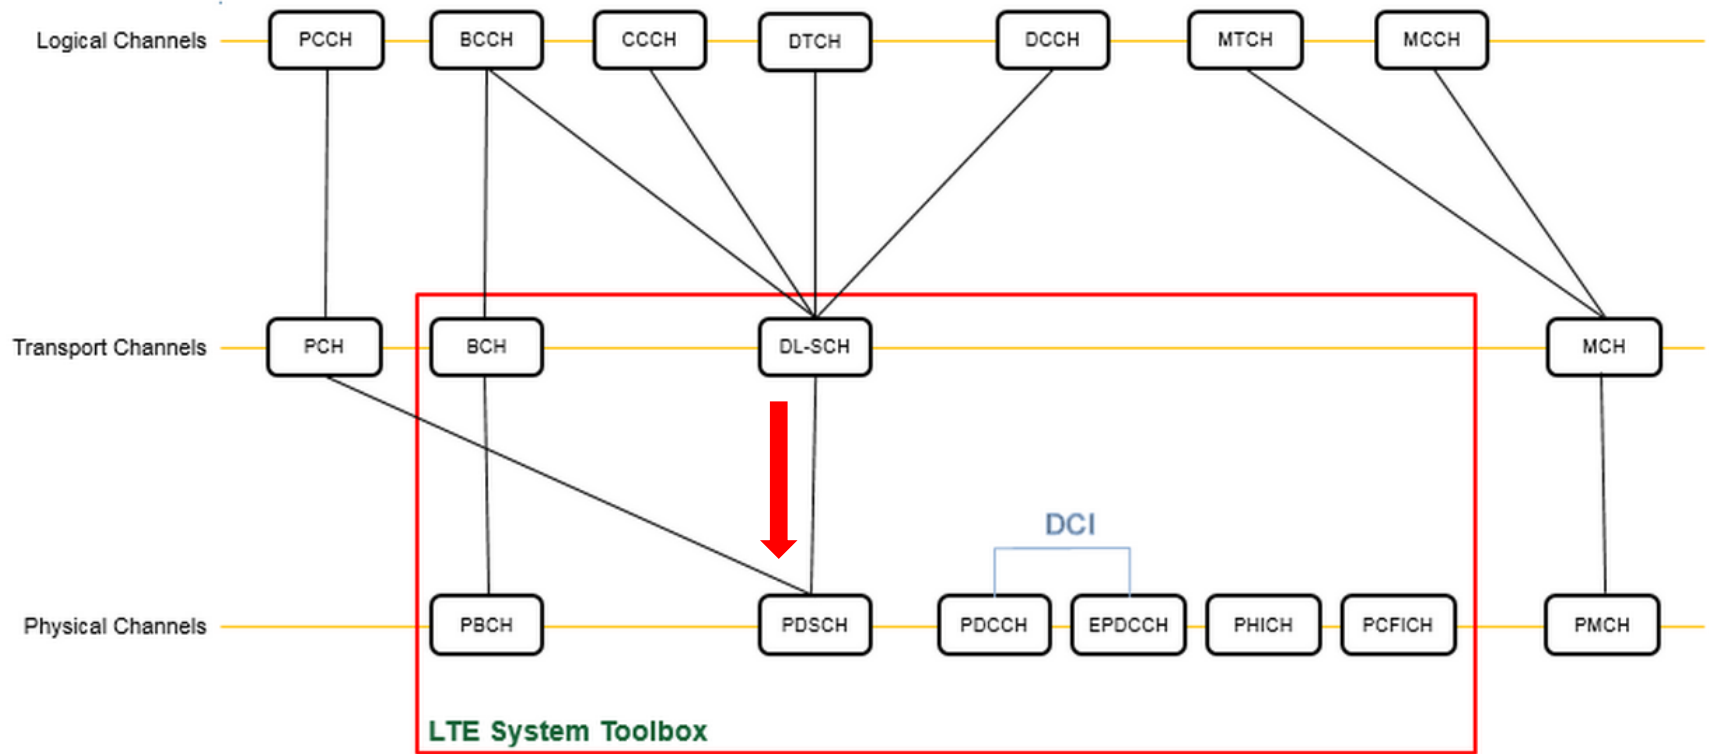 Logical Channels PCCH BCCH CCCH DTCH DCCH MTCH MCCH
Transport Channels PCH BCH DL-SCH MCH
DCI
Physical Channels PBCH PDSCH PDCCH EPDCCH PHICH PCFICH PMCH
LTE System Toolbox